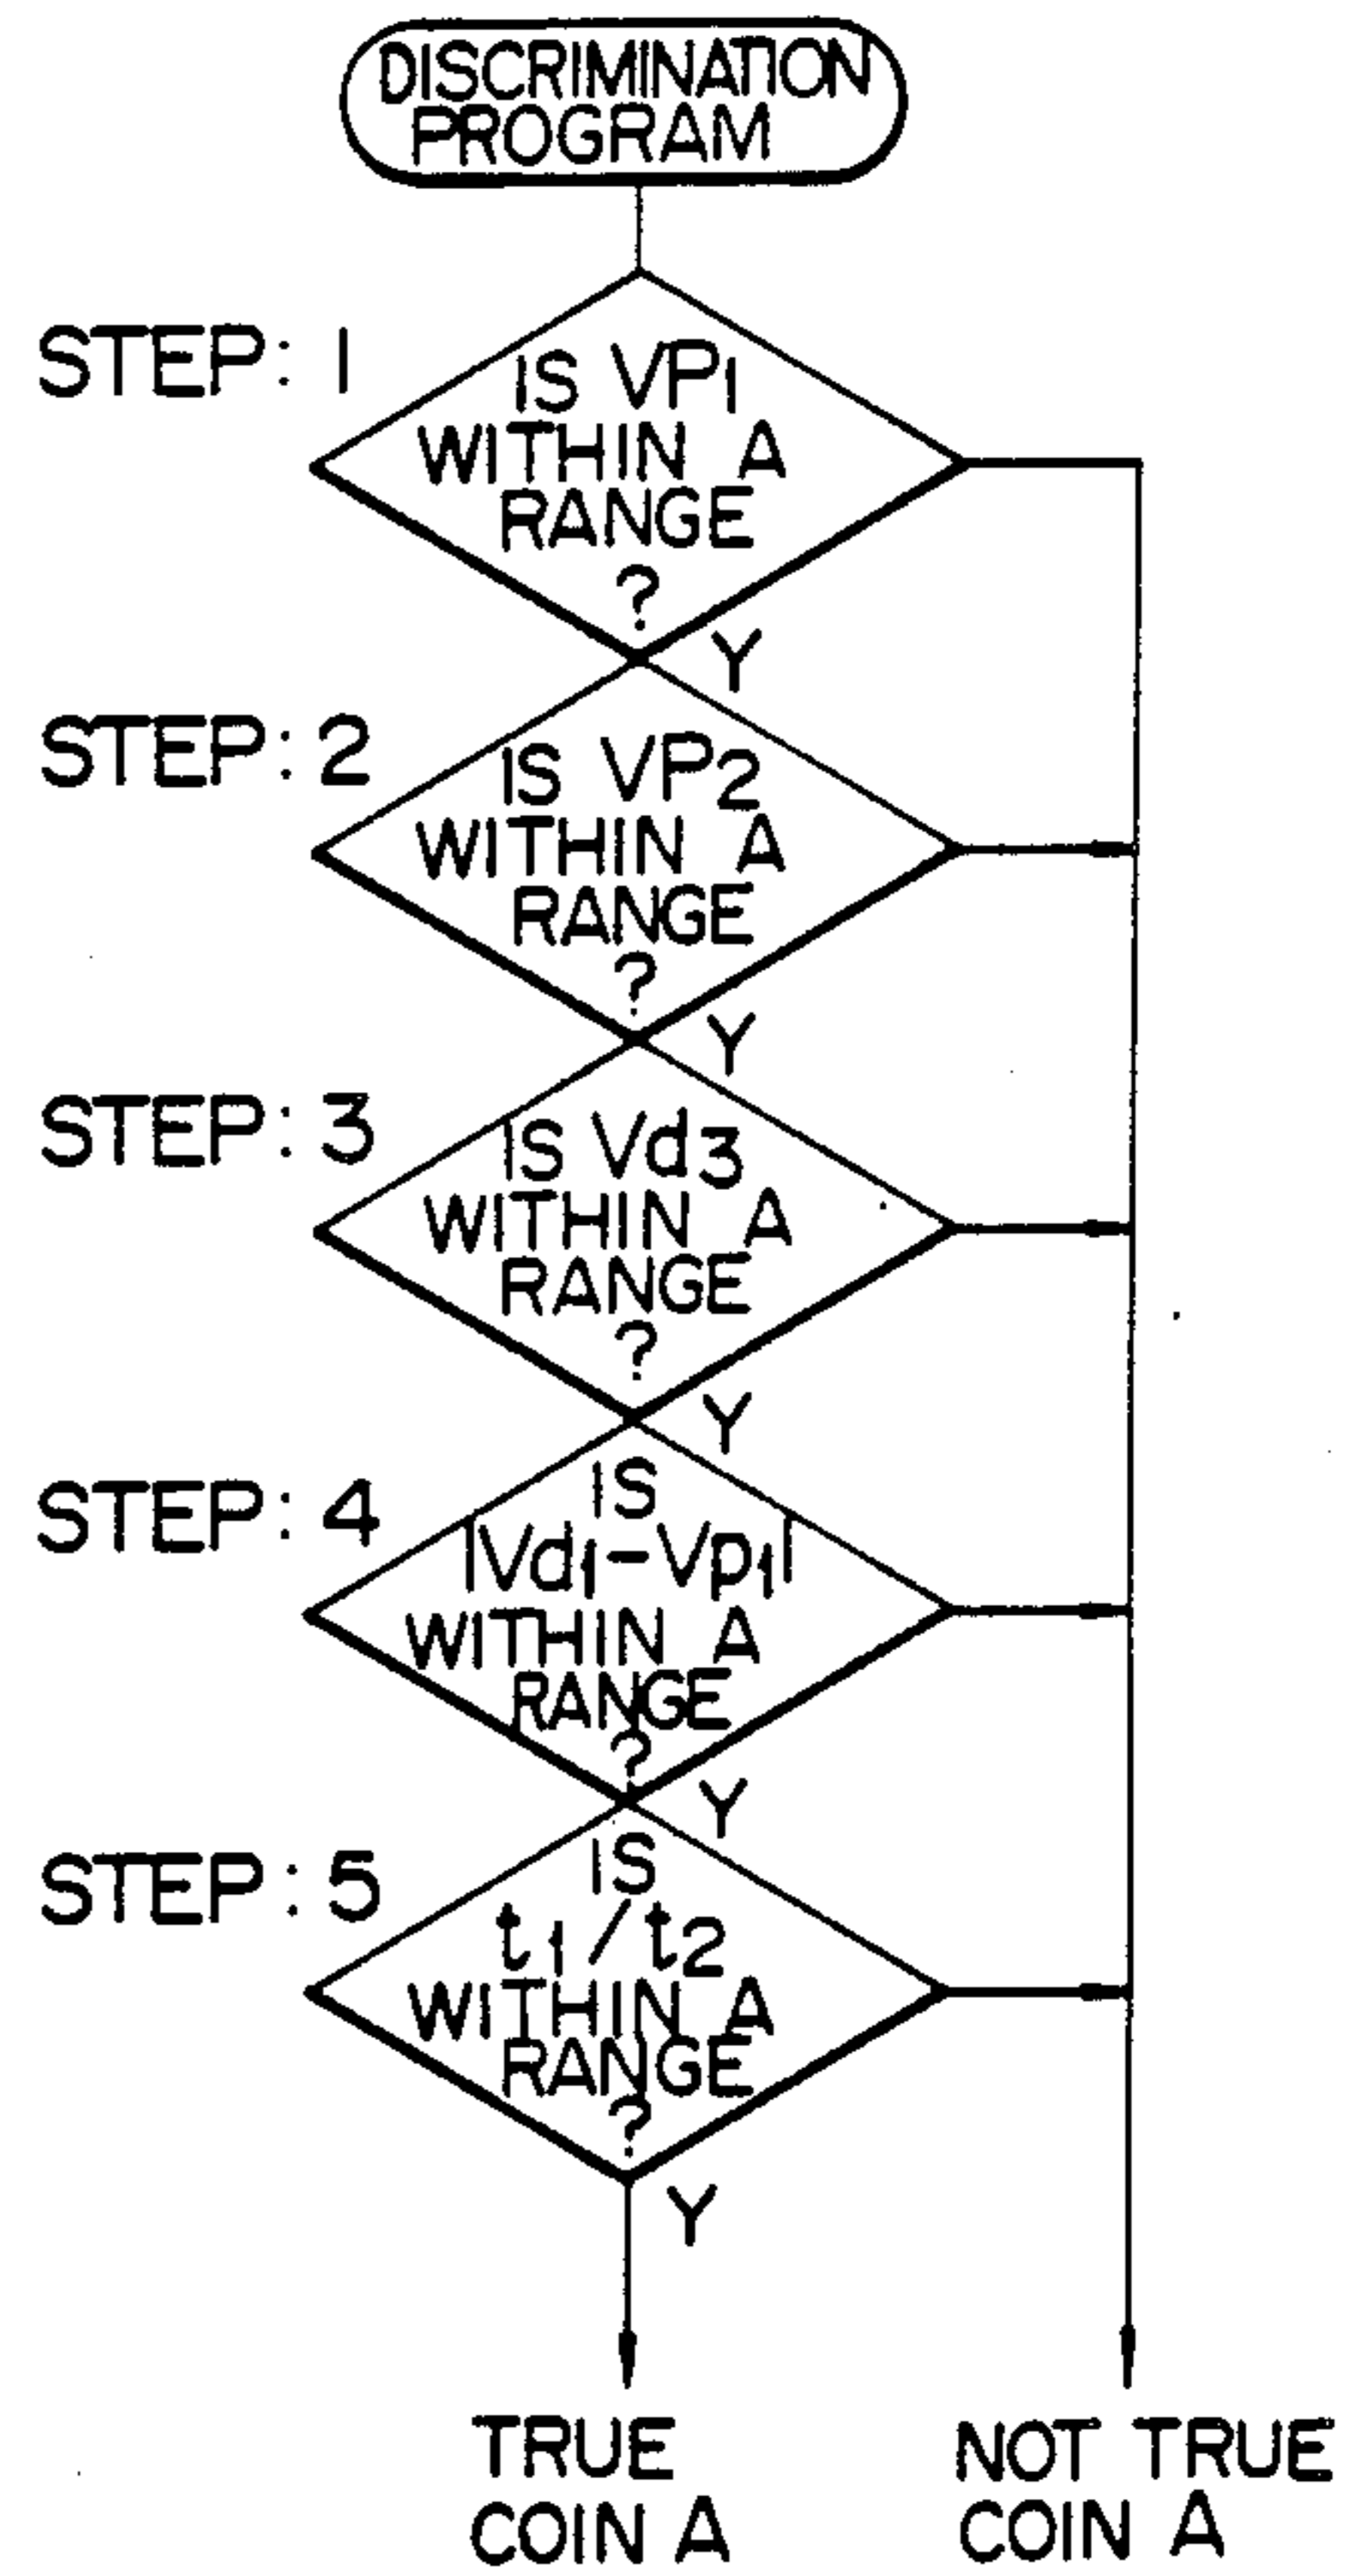 DISCRIMINATION
PROGRAM
STEP: 1
IS VP1
WITHIN A
RANGE
?
Y
STEP: 2
IS VP2
WITHIN A
RANGE
?
Y
STEP: 3
IS Vd3
WITHIN A
RANGE
?
Y
STEP: 4
IS
|Vd1-Vp1|
WITHIN A
RANGE
?
Y
STEP: 5
IS
t1/t2
WITHIN A
RANGE
?
Y
TRUE
COIN A
NOT TRUE
COIN A